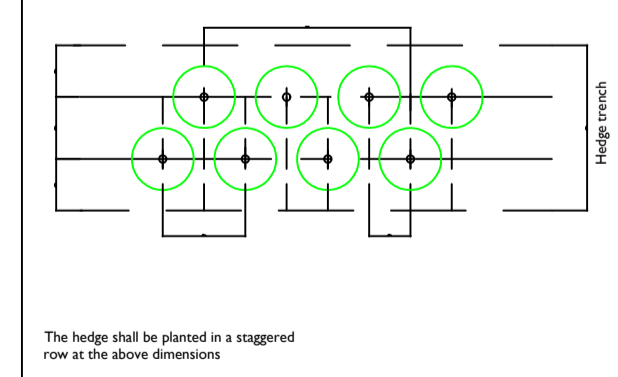 Hedge trench
The hedge shall be planted in a staggered
row at the above dimensions